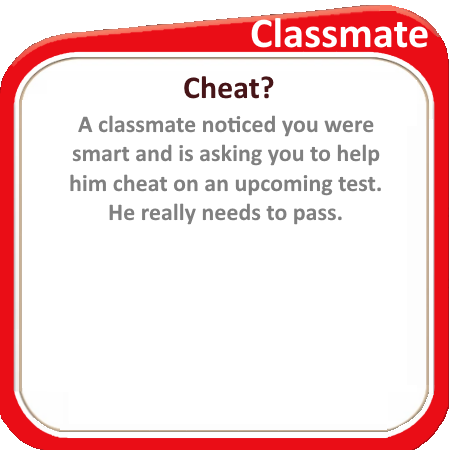 Classmate
Cheat?
A classmate noticed you were
smart and is asking you to help
him cheat on an upcoming test.
He really needs to pass.